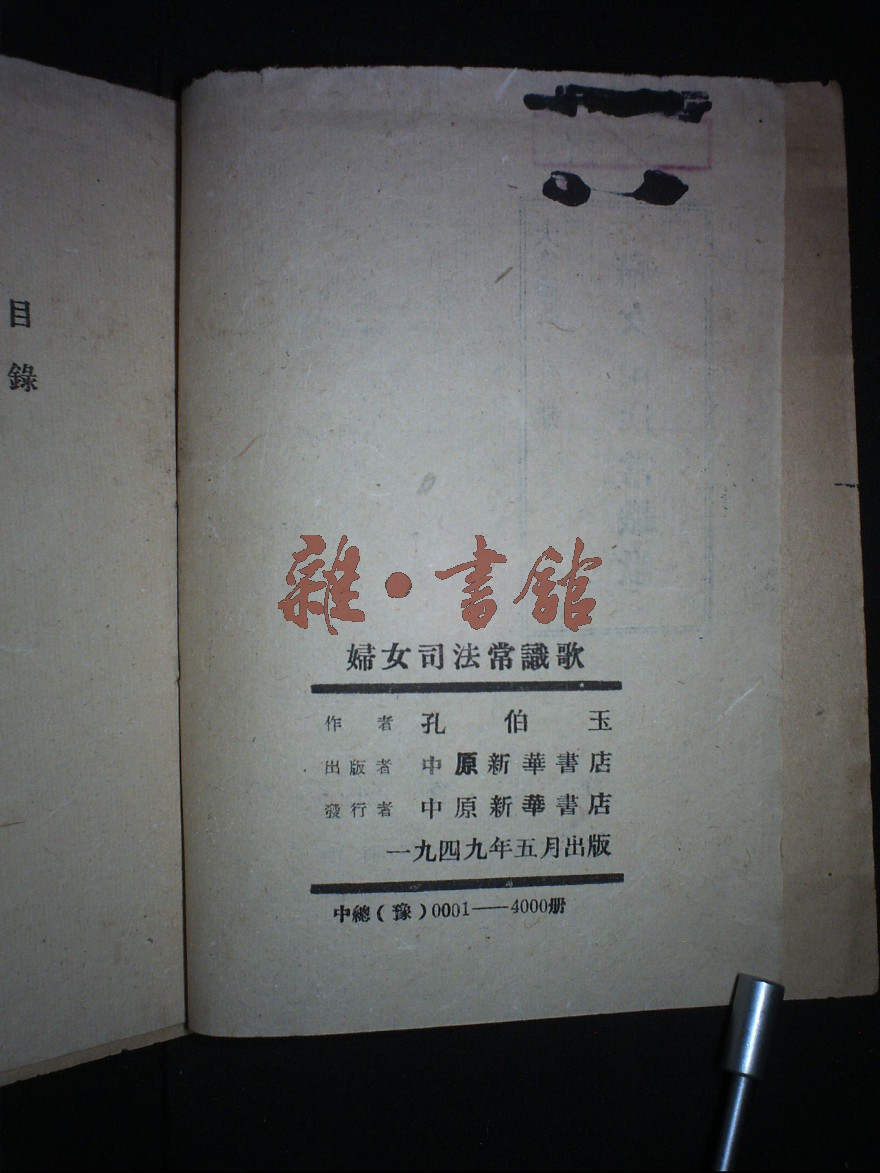 目錄
雜·書館
婦女司法常識歌
作者 孔伯玉
出版者 中原新華書店
發行者 中原新華書店
一九四九年五月出版
中總(豫)0001——4000册